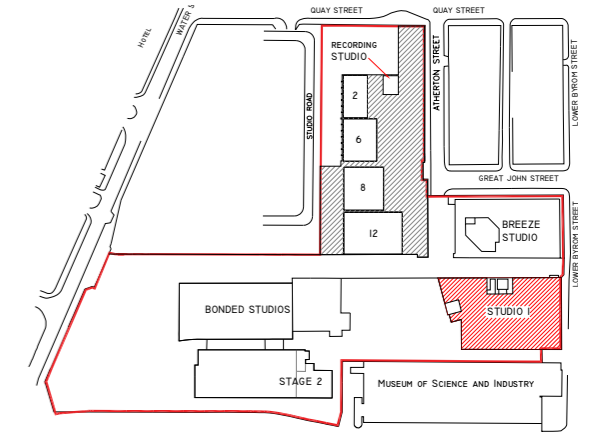 QUAY STREET
QUAY STREET
WATER S
HOTEL
RECORDING
STUDIO
ATHERTON STREET
LOWER BYROM STREET
STUDIO ROAD
2
6
8
12
GREAT JOHN STREET
BREEZE
STUDIO
LOWER BYROM STREET
BONDED STUDIOS
STUDIO 1
STAGE 2
MUSEUM OF SCIENCE AND INDUSTRY